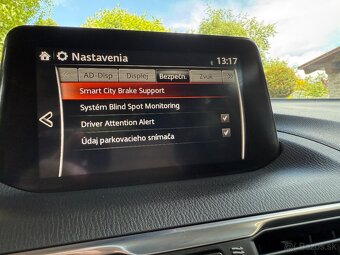 Nastavenia
13:17
AD-Disp Displej Bezpečn. Zvuk
Smart City Brake Support
Systém Blind Spot Monitoring
Driver Attention Alert
Údaj parkovacieho snímača